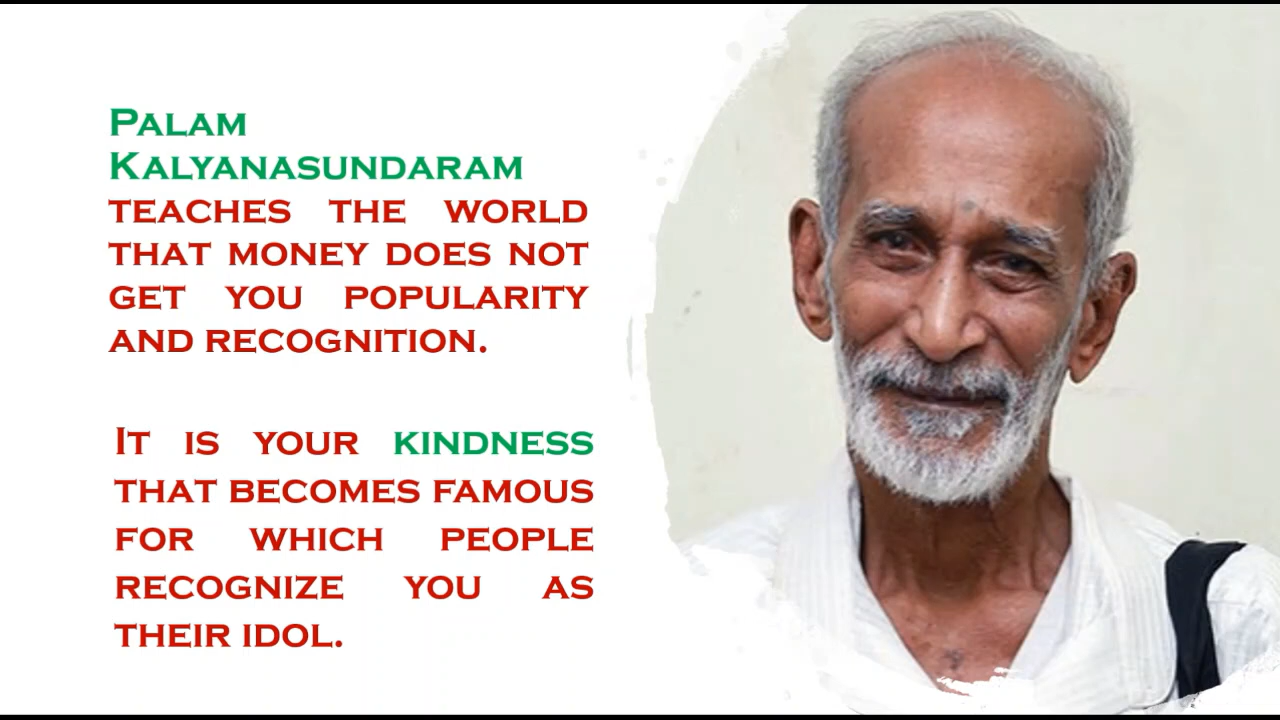 PALAM
KALYANASUNDARAM
TEACHES THE WORLD
THAT MONEY DOES NOT
GET YOU POPULARITY
AND RECOGNITION.
IT IS YOUR KINDNESS
THAT BECOMES FAMOUS
FOR WHICH PEOPLE
RECOGNIZE YOU AS
THEIR IDOL.